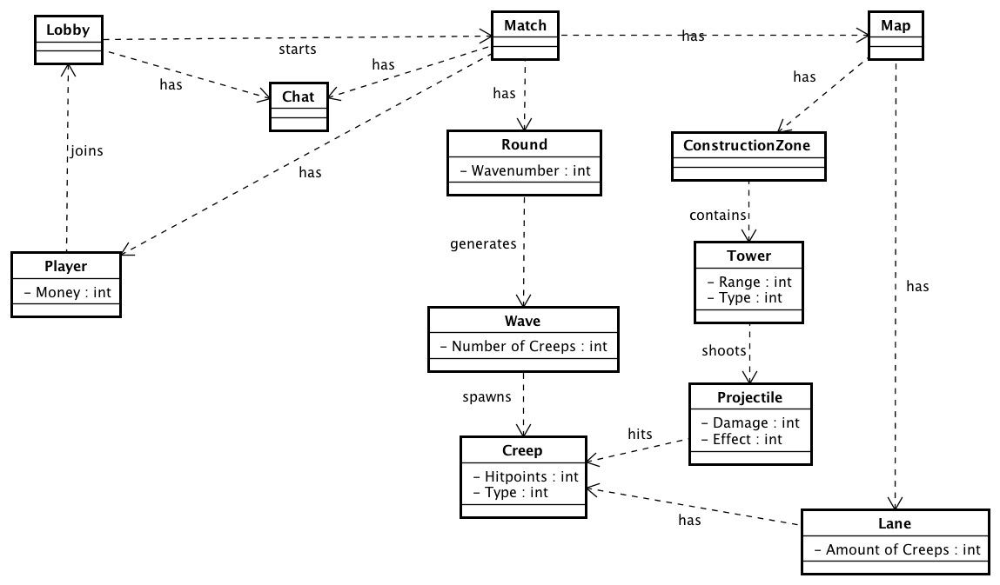 Lobby
Match
Map
starts
has
has
has
Chat
has
has
Round
- Wavenumber : int
ConstructionZone
joins
has
contains
generates
Player
- Money : int
Tower
- Range : int
- Type : int
has
Wave
- Number of Creeps : int
shoots
spawns
Projectile
- Damage : int
- Effect : int
hits
Creep
- Hitpoints : int
- Type : int
has
Lane
- Amount of Creeps : int